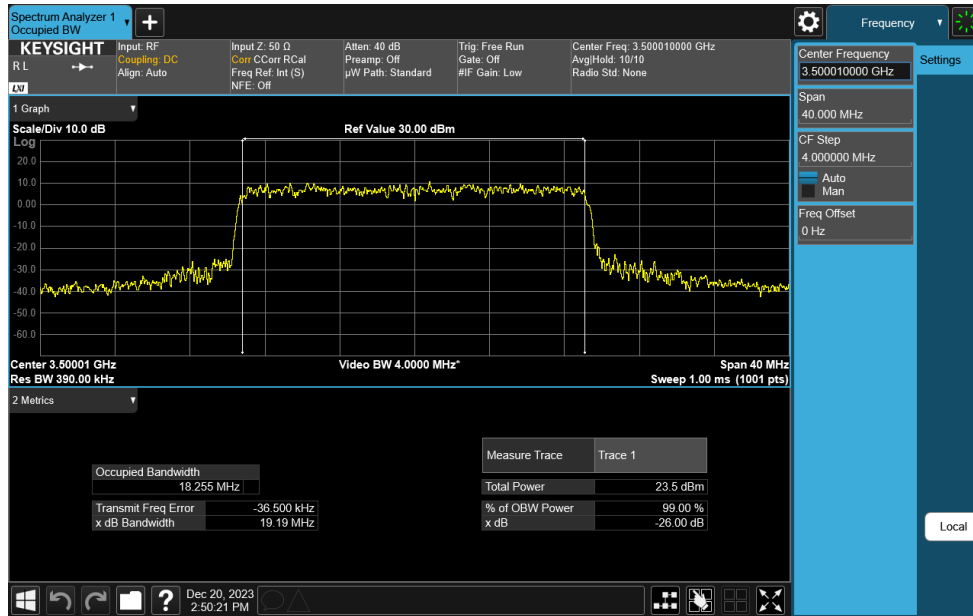 Spectrum Analyzer 1
Occupied BW
+
Frequency
KEYSIGHT
R L
LXI
Input: RF
Coupling: DC
Align: Auto
Input Z: 50 Ω
Corr CCorr RCal
Freq Ref: Int (S)
NFE: Off
Atten: 40 dB
Preamp: Off
µW Path: Standard
Trig: Free Run
Gate: Off
#IF Gain: Low
Center Freq: 3.500010000 GHz
Avg|Hold: 10/10
Radio Std: None
Center Frequency
3.500010000 GHz
Settings
Span
40.000 MHz
CF Step
4.000000 MHz
Auto
Man
Freq Offset
0 Hz
Local
1 Graph
Scale/Div 10.0 dB
Ref Value 30.00 dBm
Log
20.0
10.0
0.00
-10.0
-20.0
-30.0
-40.0
-50.0
-60.0
Center 3.50001 GHz
Video BW 4.0000 MHz*
Span 40 MHz
Res BW 390.00 kHz
Sweep 1.00 ms (1001 pts)
2 Metrics
Occupied Bandwidth
18.255 MHz
Transmit Freq Error -36.500 kHz
x dB Bandwidth 19.19 MHz
Measure Trace Trace 1
Total Power 23.5 dBm
% of OBW Power 99.00 %
x dB -26.00 dB
?
Dec 20, 2023
2:50:21 PM